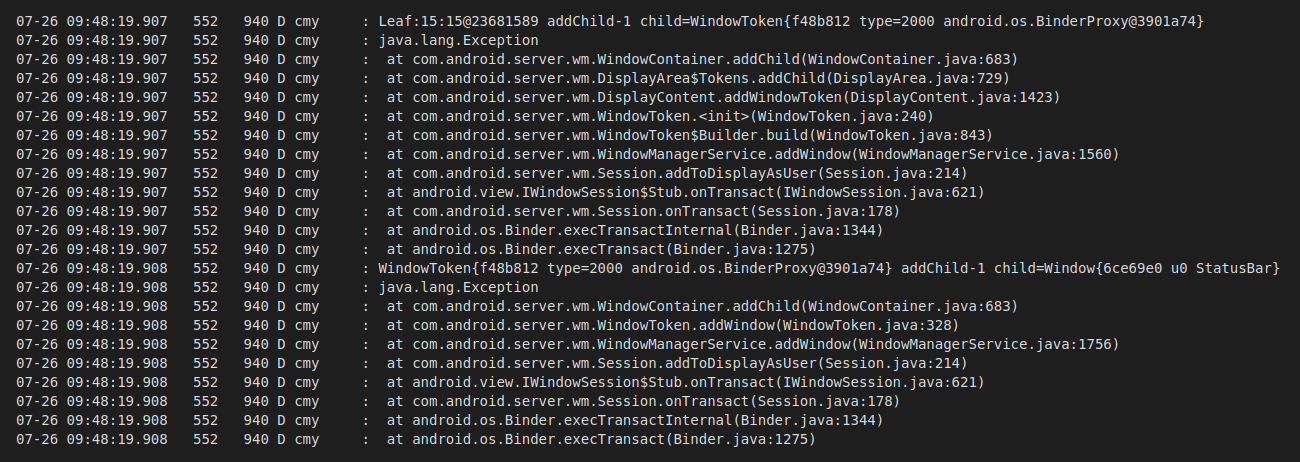 07-26 09:48:19.907   552   940 D cmy     : Leaf:15:15@23681589 addChild-1 child=WindowToken{f48b812 type=2000 android.os.BinderProxy@3901a74}
07-26 09:48:19.907   552   940 D cmy     : java.lang.Exception
07-26 09:48:19.907   552   940 D cmy     :  at com.android.server.wm.WindowContainer.addChild(WindowContainer.java:683)
07-26 09:48:19.907   552   940 D cmy     :  at com.android.server.wm.DisplayArea$Tokens.addChild(DisplayArea.java:729)
07-26 09:48:19.907   552   940 D cmy     :  at com.android.server.wm.DisplayContent.addWindowToken(DisplayContent.java:1423)
07-26 09:48:19.907   552   940 D cmy     :  at com.android.server.wm.WindowToken.<init>(WindowToken.java:240)
07-26 09:48:19.907   552   940 D cmy     :  at com.android.server.wm.WindowToken$Builder.build(WindowToken.java:843)
07-26 09:48:19.907   552   940 D cmy     :  at com.android.server.wm.WindowManagerService.addWindow(WindowManagerService.java:1560)
07-26 09:48:19.907   552   940 D cmy     :  at com.android.server.wm.Session.addToDisplayAsUser(Session.java:214)
07-26 09:48:19.907   552   940 D cmy     :  at android.view.IWindowSession$Stub.onTransact(IWindowSession.java:621)
07-26 09:48:19.907   552   940 D cmy     :  at com.android.server.wm.Session.onTransact(Session.java:178)
07-26 09:48:19.907   552   940 D cmy     :  at android.os.Binder.execTransactInternal(Binder.java:1344)
07-26 09:48:19.907   552   940 D cmy     :  at android.os.Binder.execTransact(Binder.java:1275)
07-26 09:48:19.908   552   940 D cmy     : WindowToken{f48b812 type=2000 android.os.BinderProxy@3901a74} addChild-1 child=Window{6ce69e0 u0 StatusBar}
07-26 09:48:19.908   552   940 D cmy     : java.lang.Exception
07-26 09:48:19.908   552   940 D cmy     :  at com.android.server.wm.WindowContainer.addChild(WindowContainer.java:683)
07-26 09:48:19.908   552   940 D cmy     :  at com.android.server.wm.WindowToken.addWindow(WindowToken.java:328)
07-26 09:48:19.908   552   940 D cmy     :  at com.android.server.wm.WindowManagerService.addWindow(WindowManagerService.java:1756)
07-26 09:48:19.908   552   940 D cmy     :  at com.android.server.wm.Session.addToDisplayAsUser(Session.java:214)
07-26 09:48:19.908   552   940 D cmy     :  at android.view.IWindowSession$Stub.onTransact(IWindowSession.java:621)
07-26 09:48:19.908   552   940 D cmy     :  at com.android.server.wm.Session.onTransact(Session.java:178)
07-26 09:48:19.908   552   940 D cmy     :  at android.os.Binder.execTransactInternal(Binder.java:1344)
07-26 09:48:19.908   552   940 D cmy     :  at android.os.Binder.execTransact(Binder.java:1275)